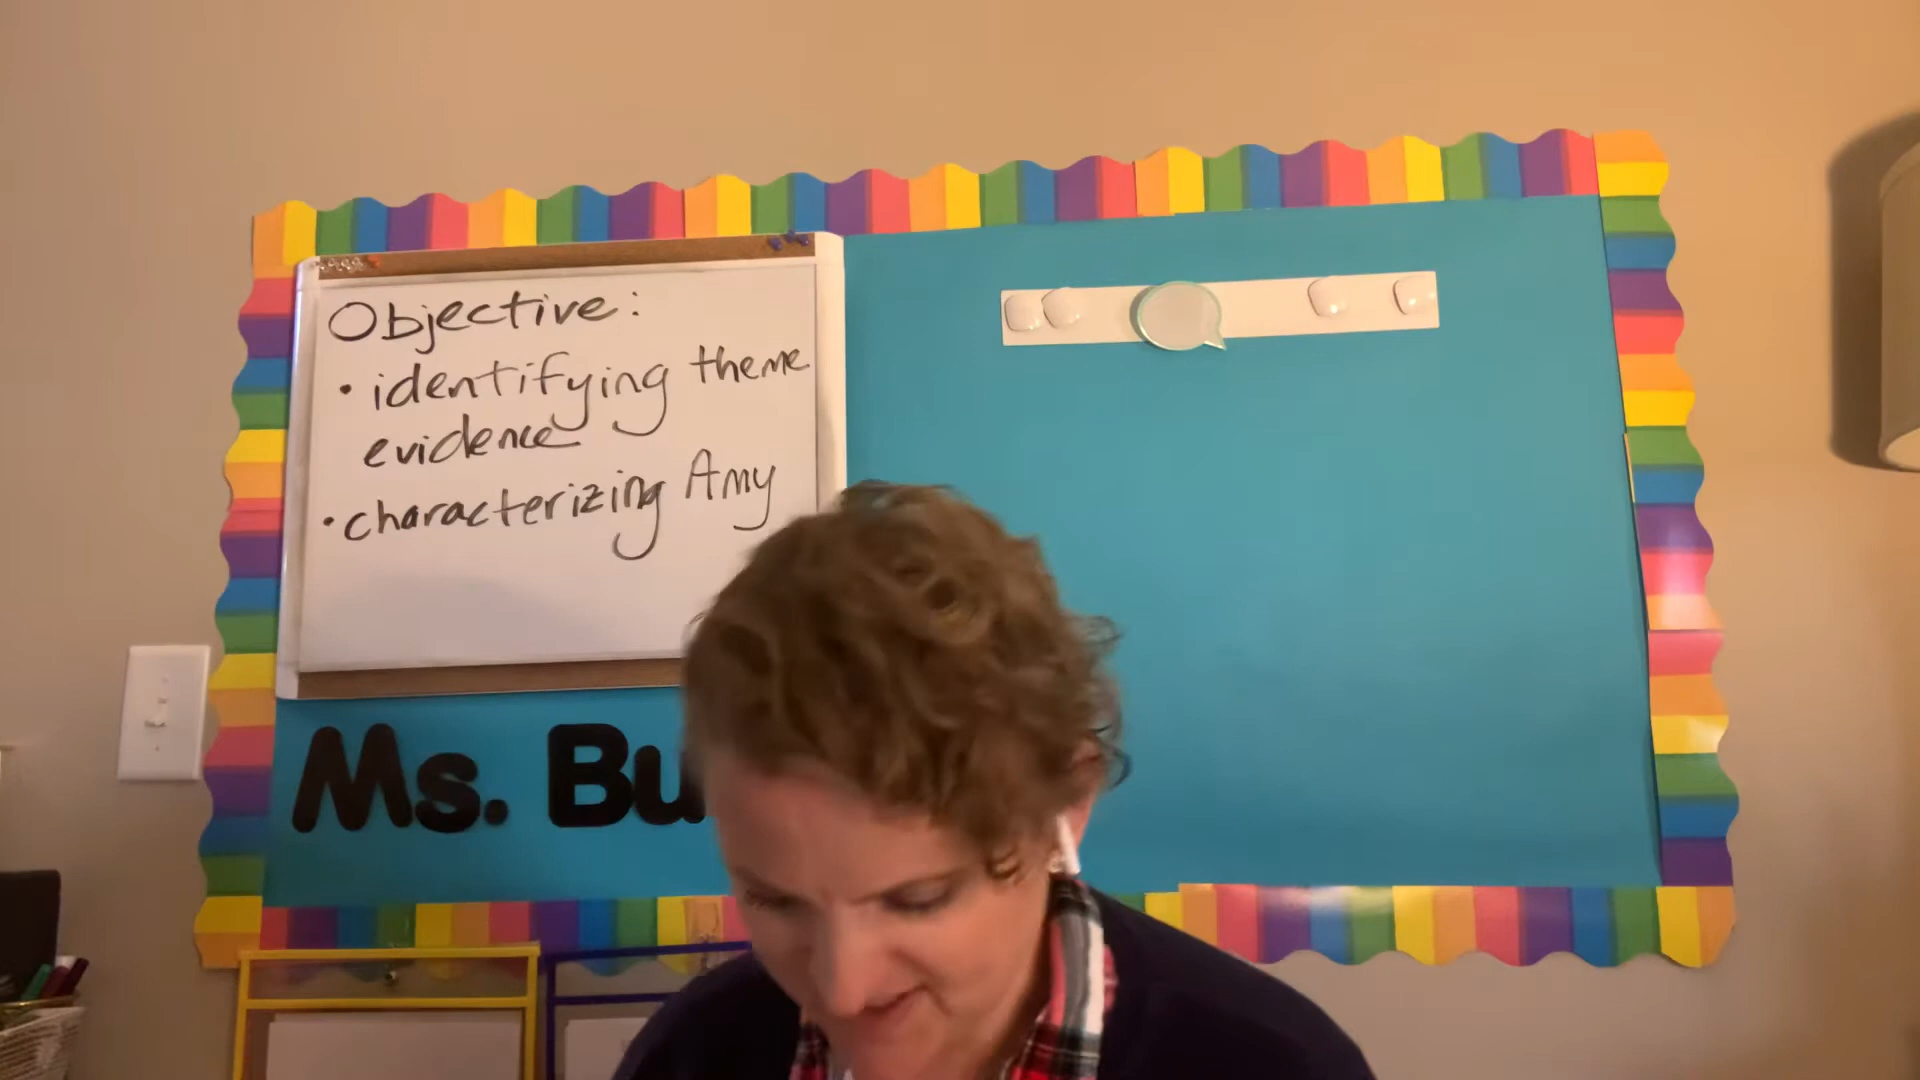 Objective:
• identifying theme
evidence
• characterizing Amy
Ms. Bu